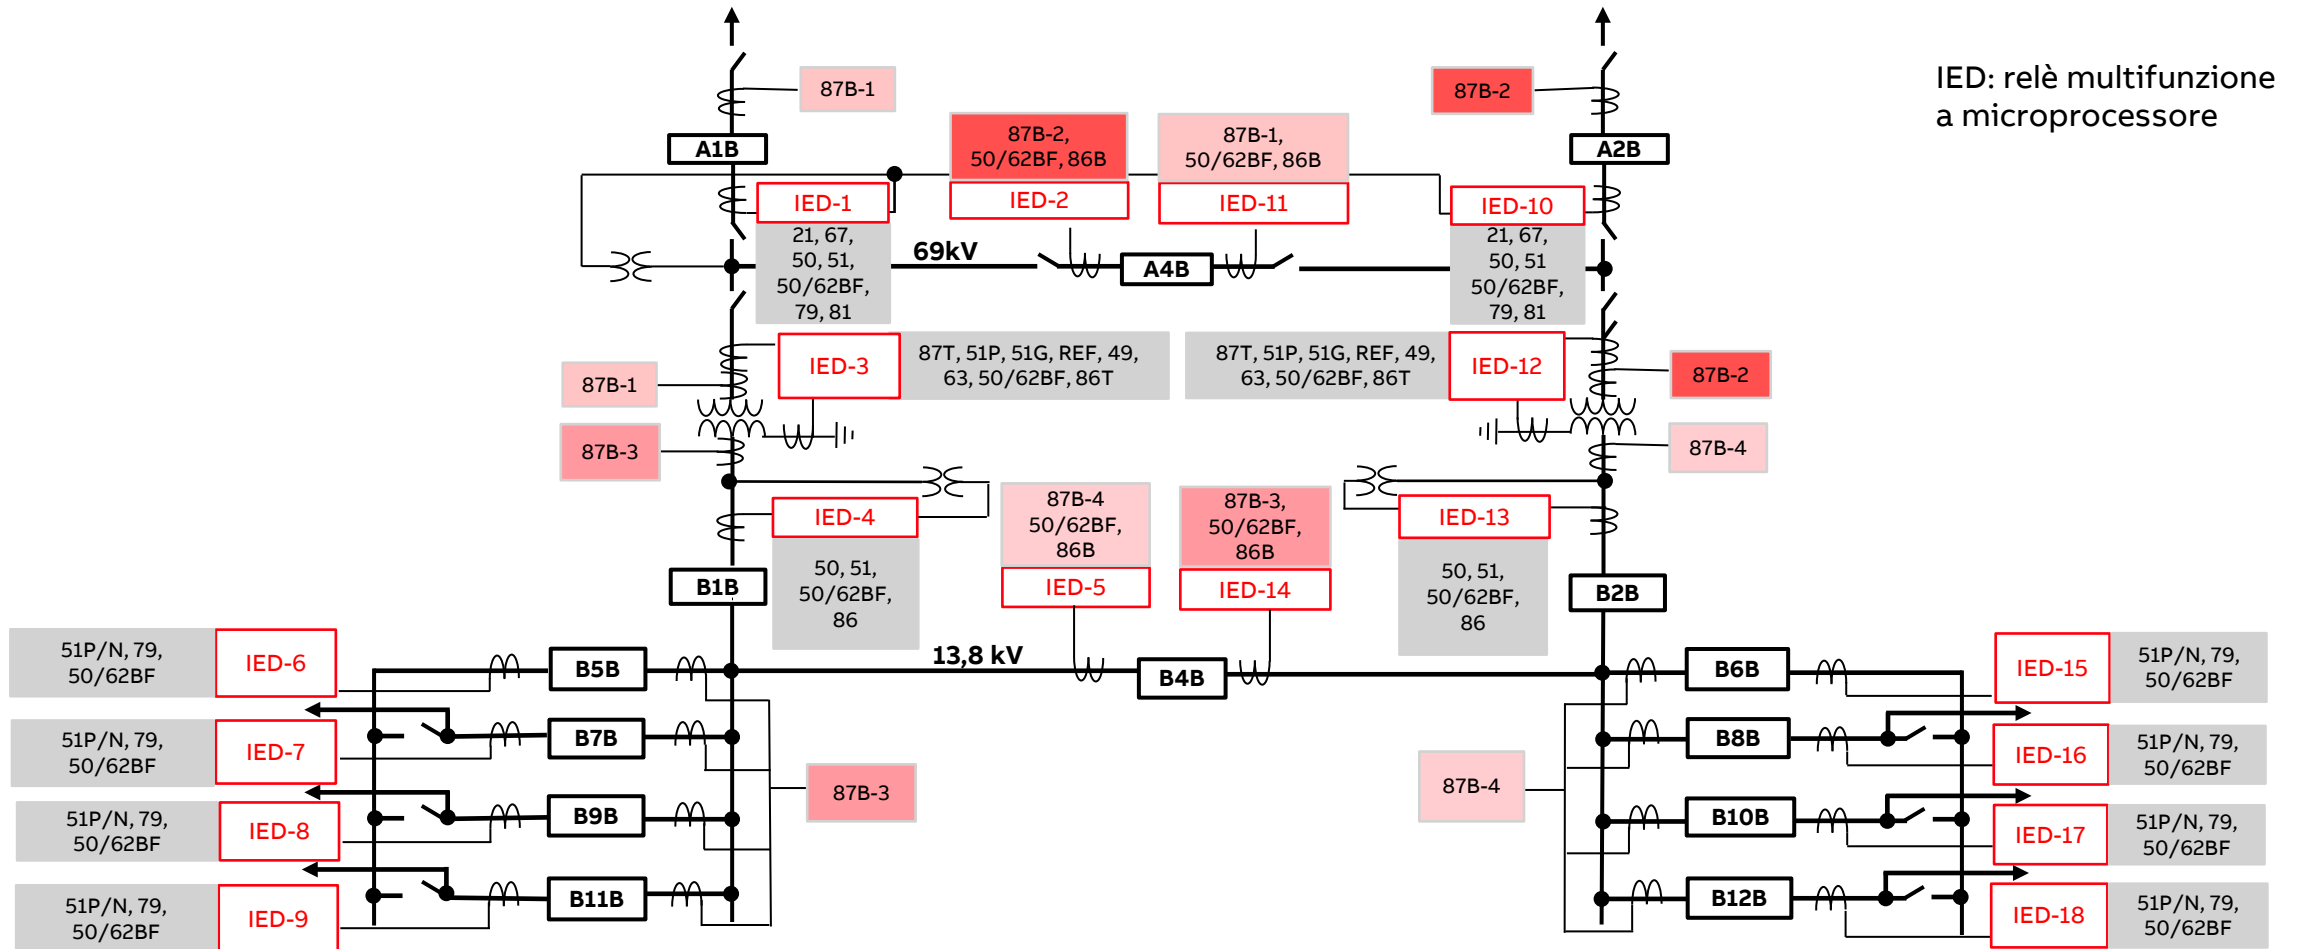 IED: relè multifunzione
a microprocessore
87B-1
87B-2
A1B
87B-2,
50/62BF, 86B
87B-1,
50/62BF, 86B
A2B
IED-1
IED-2
IED-11
IED-10
21, 67,
50, 51,
50/62BF,
79, 81
69kV
A4B
21, 67,
50, 51
50/62BF,
79, 81
IED-3
87T, 51P, 51G, REF, 49,
63, 50/62BF, 86T
87T, 51P, 51G, REF, 49,
63, 50/62BF, 86T
IED-12
87B-1
87B-2
87B-3
87B-4
IED-4
87B-4
50/62BF,
86B
87B-3,
50/62BF,
86B
IED-13
B1B
50, 51,
50/62BF,
86
IED-5
IED-14
50, 51,
50/62BF,
86
B2B
51P/N, 79,
50/62BF
IED-6
B5B
13,8 kV
B4B
B6B
IED-15
51P/N, 79,
50/62BF
51P/N, 79,
50/62BF
IED-7
B7B
B8B
IED-16
51P/N, 79,
50/62BF
87B-3
87B-4
51P/N, 79,
50/62BF
IED-8
B9B
B10B
IED-17
51P/N, 79,
50/62BF
51P/N, 79,
50/62BF
IED-9
B11B
B12B
IED-18
51P/N, 79,
50/62BF